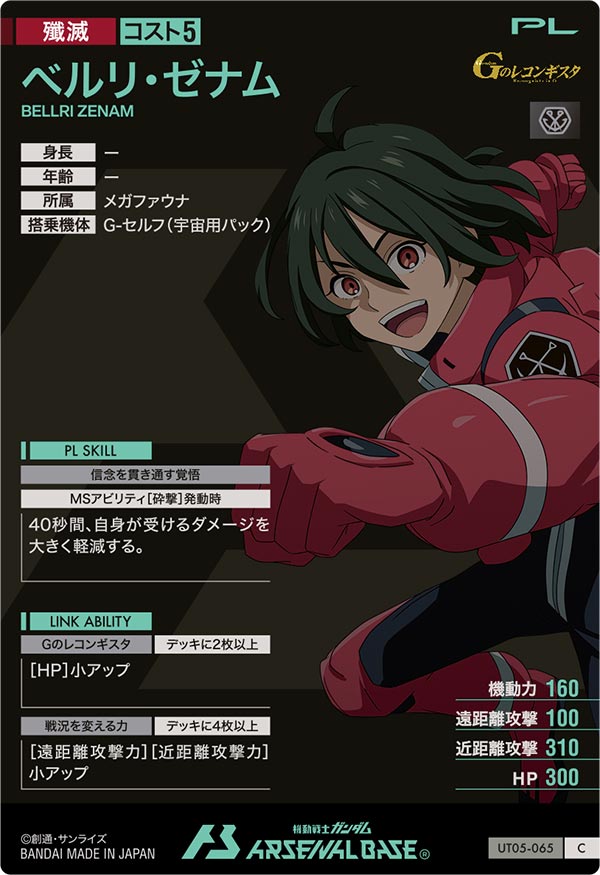 殲滅 コスト5
PL
ベルリ・ゼナム
BELLRI ZENAM
Gのレコンギスタ
身長 ー
年齢 ー
所属 メガファウナ
搭乗機体 G-セルフ(宇宙用パック)
PL SKILL
信念を貫き通す覚悟
MSアビリティ[砕撃]発動時
40秒間、自身が受けるダメージを
大きく軽減する。
LINK ABILITY
Gのレコンギスタ デッキに2枚以上
[HP]小アップ
戦況を変える力 デッキに4枚以上
[遠距離攻撃力][近距離攻撃力]
小アップ
機動力 160
遠距離攻撃 100
近距離攻撃 310
HP 300
©創通・サンライズ
BANDAI MADE IN JAPAN
機動戦士ガンダム
ARSENAL BASE®
UT05-065 C